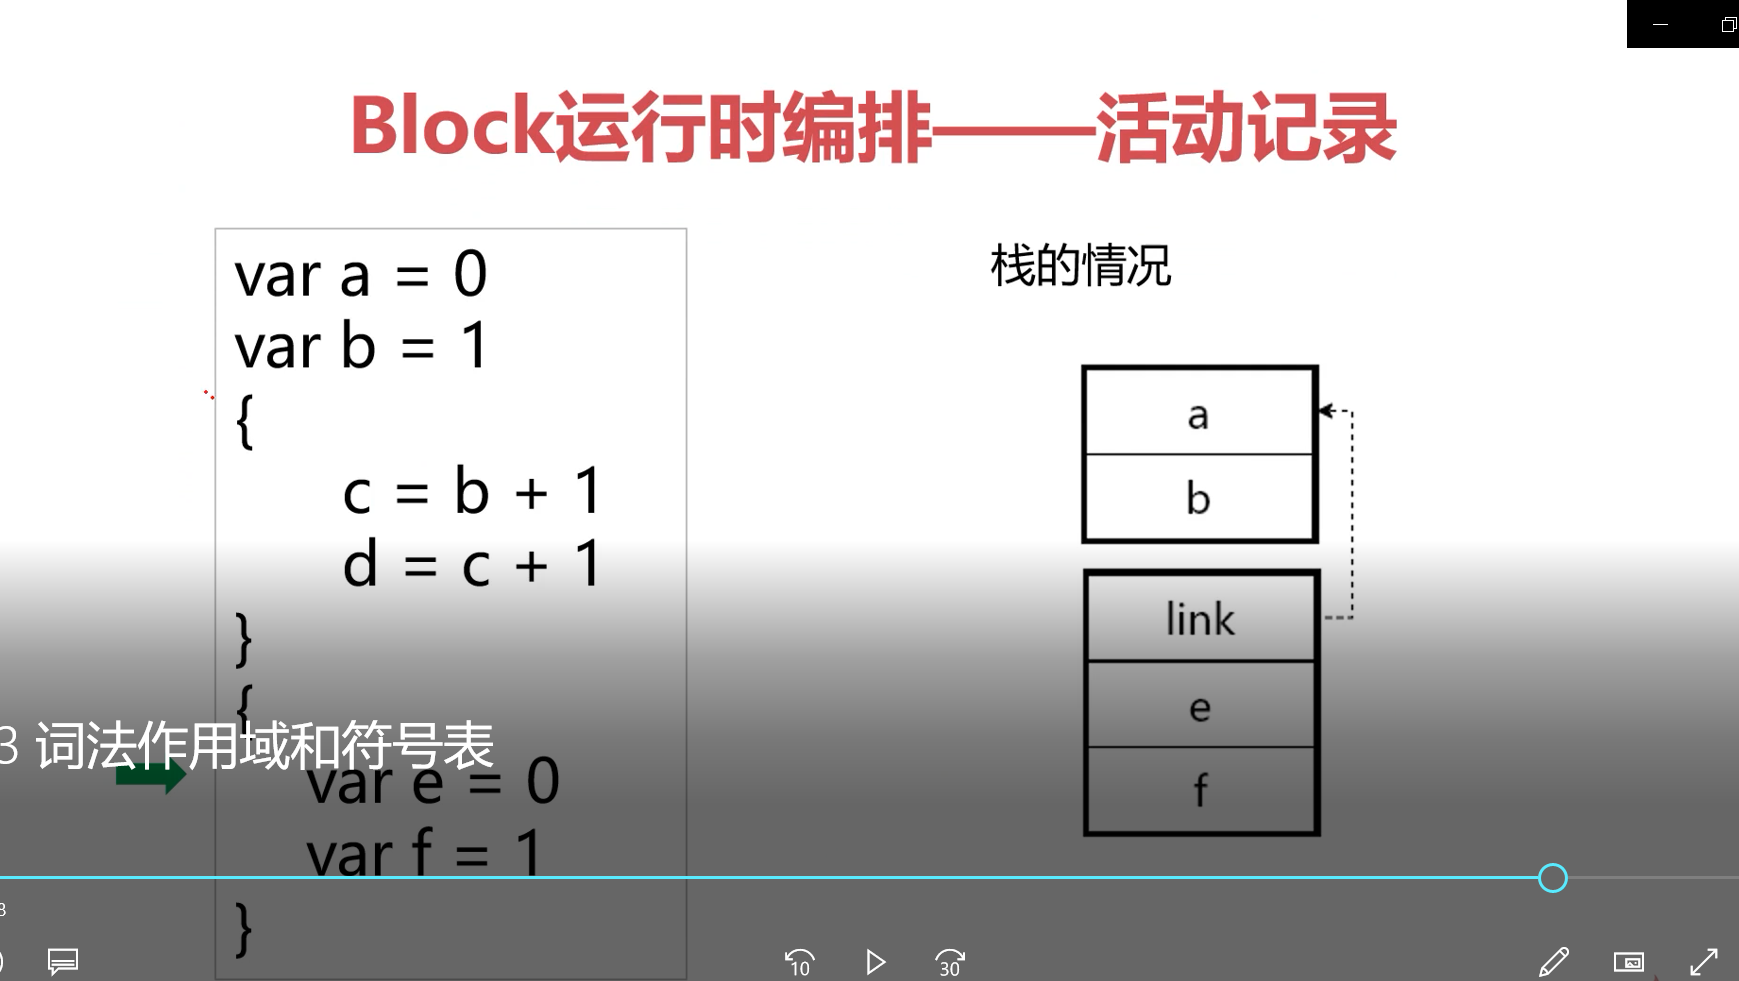 Block运行时编排——活动记录
var a = 0
var b = 1
{
c = b + 1
d = c + 1
}
{
var e = 0
var f = 1
}
栈的情况
a
b
link
e
f
3 词法作用域和符号表
8
10
30